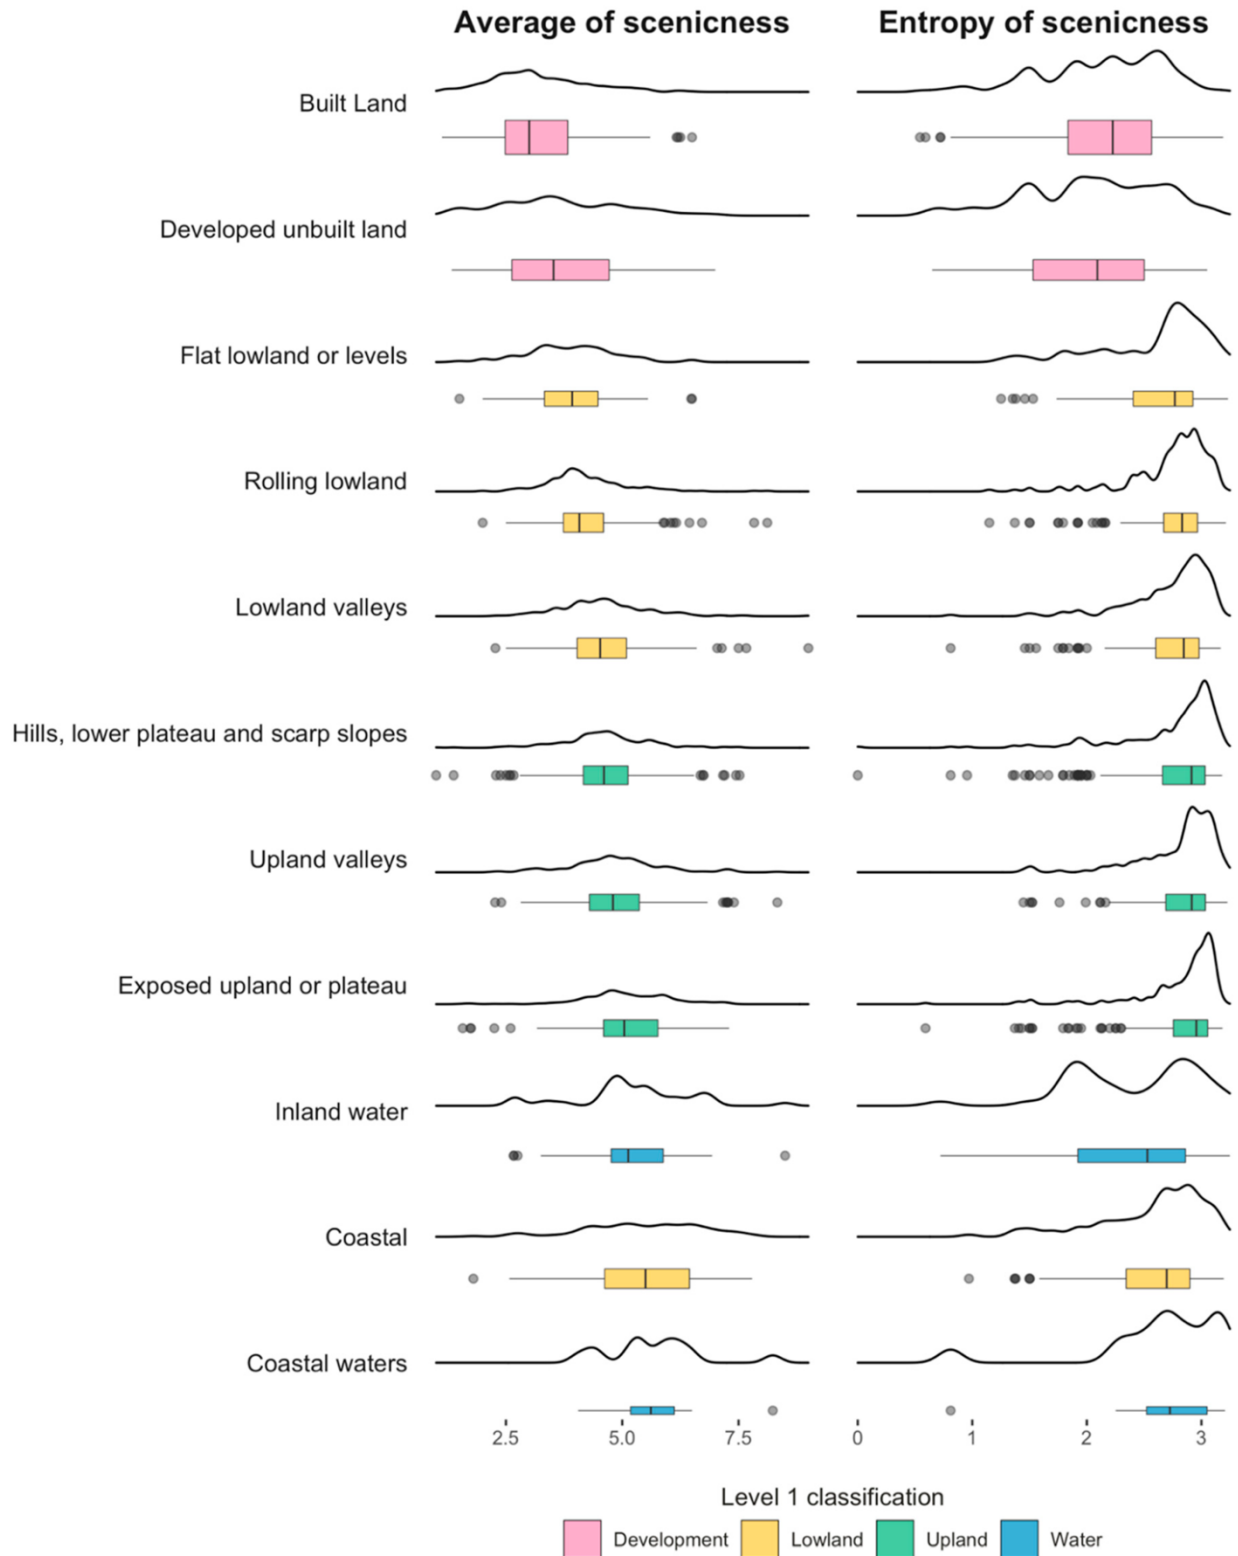 Average of scenicness
Entropy of scenicness
Built Land
Developed unbuilt land
Flat lowland or levels
Rolling lowland
Lowland valleys
Hills, lower plateau and scarp slopes
Upland valleys
Exposed upland or plateau
Inland water
Coastal
Coastal waters
2.5 5.0 7.5
0 1 2 3
Level 1 classification
Development Lowland Upland Water